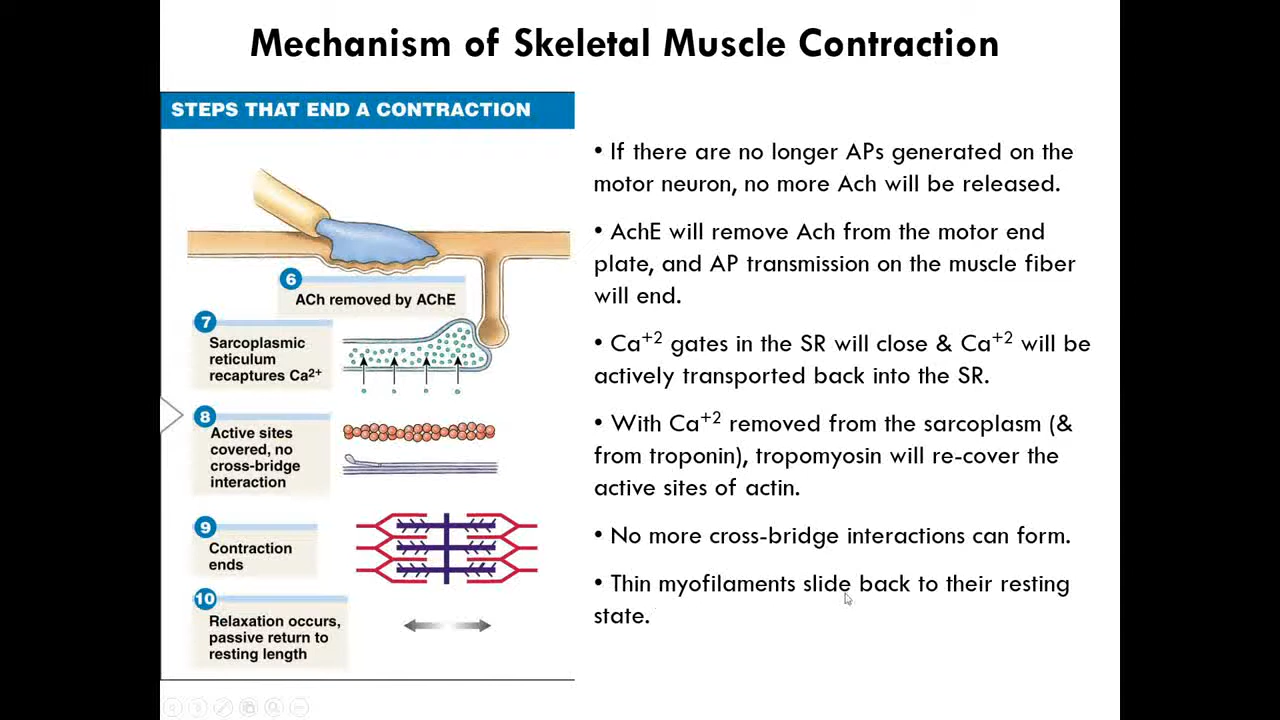 Mechanism of Skeletal Muscle Contraction
STEPS THAT END A CONTRACTION
6
ACh removed by AChE
7
Sarcoplasmic
reticulum
recaptures Ca²⁺
8
Active sites
covered, no
cross-bridge
interaction
9
Contraction
ends
10
Relaxation occurs,
passive return to
resting length
• If there are no longer APs generated on the
motor neuron, no more Ach will be released.
• AchE will remove Ach from the motor end
plate, and AP transmission on the muscle fiber
will end.
• Ca⁺² gates in the SR will close & Ca⁺² will be
actively transported back into the SR.
• With Ca⁺² removed from the sarcoplasm (&
from troponin), tropomyosin will re-cover the
active sites of actin.
• No more cross-bridge interactions can form.
• Thin myofilaments slide back to their resting
state.